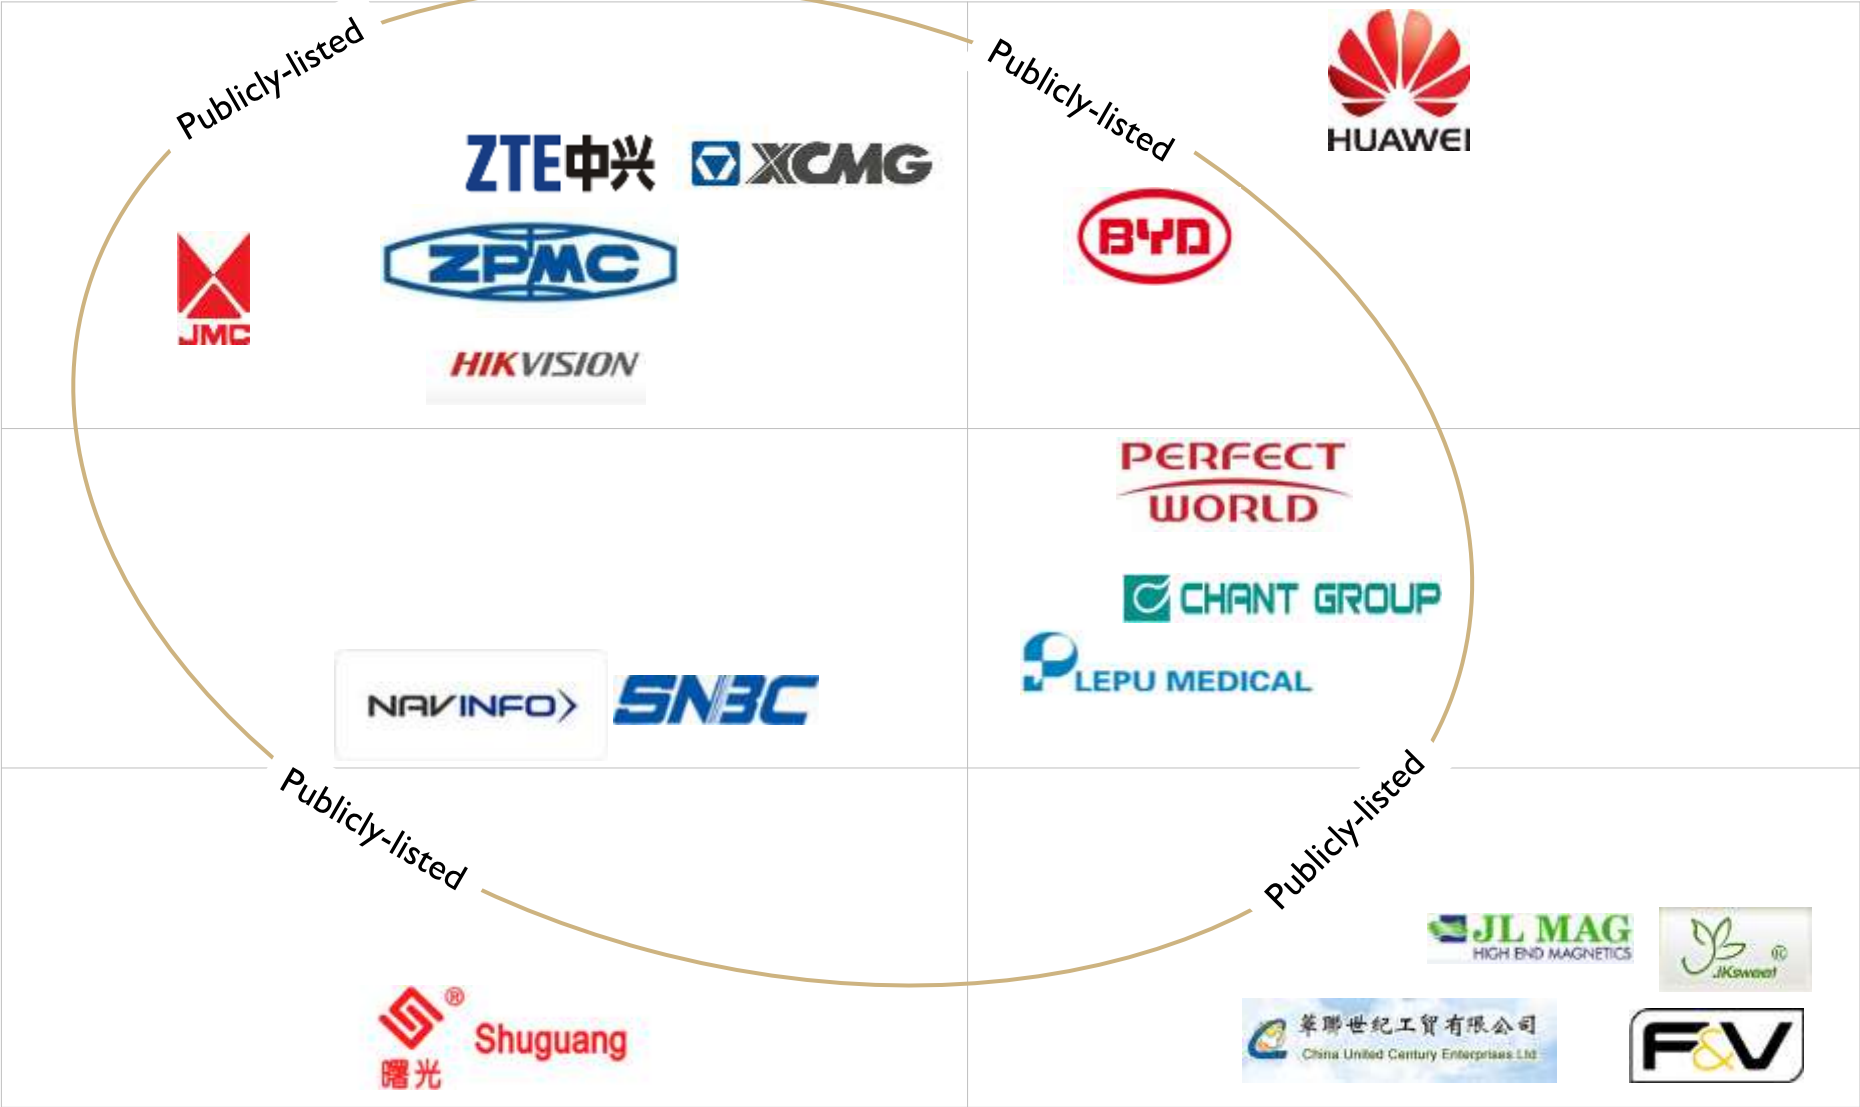 Publicly-listed
Publicly-listed
HUAWEI
ZTE中兴
XCMG
BYD
ZPMC
JMC
HIKVISION
PERFECT
WORLD
CHANT GROUP
LEPU MEDICAL
NAVINFO
SNBC
Publicly-listed
Publicly-listed
JL MAG
HIGH END MAGNETICS
JKsweet ®
® Shuguang
曙光
華聯世纪工贸有限公司
China United Century Enterprises Ltd
F&V